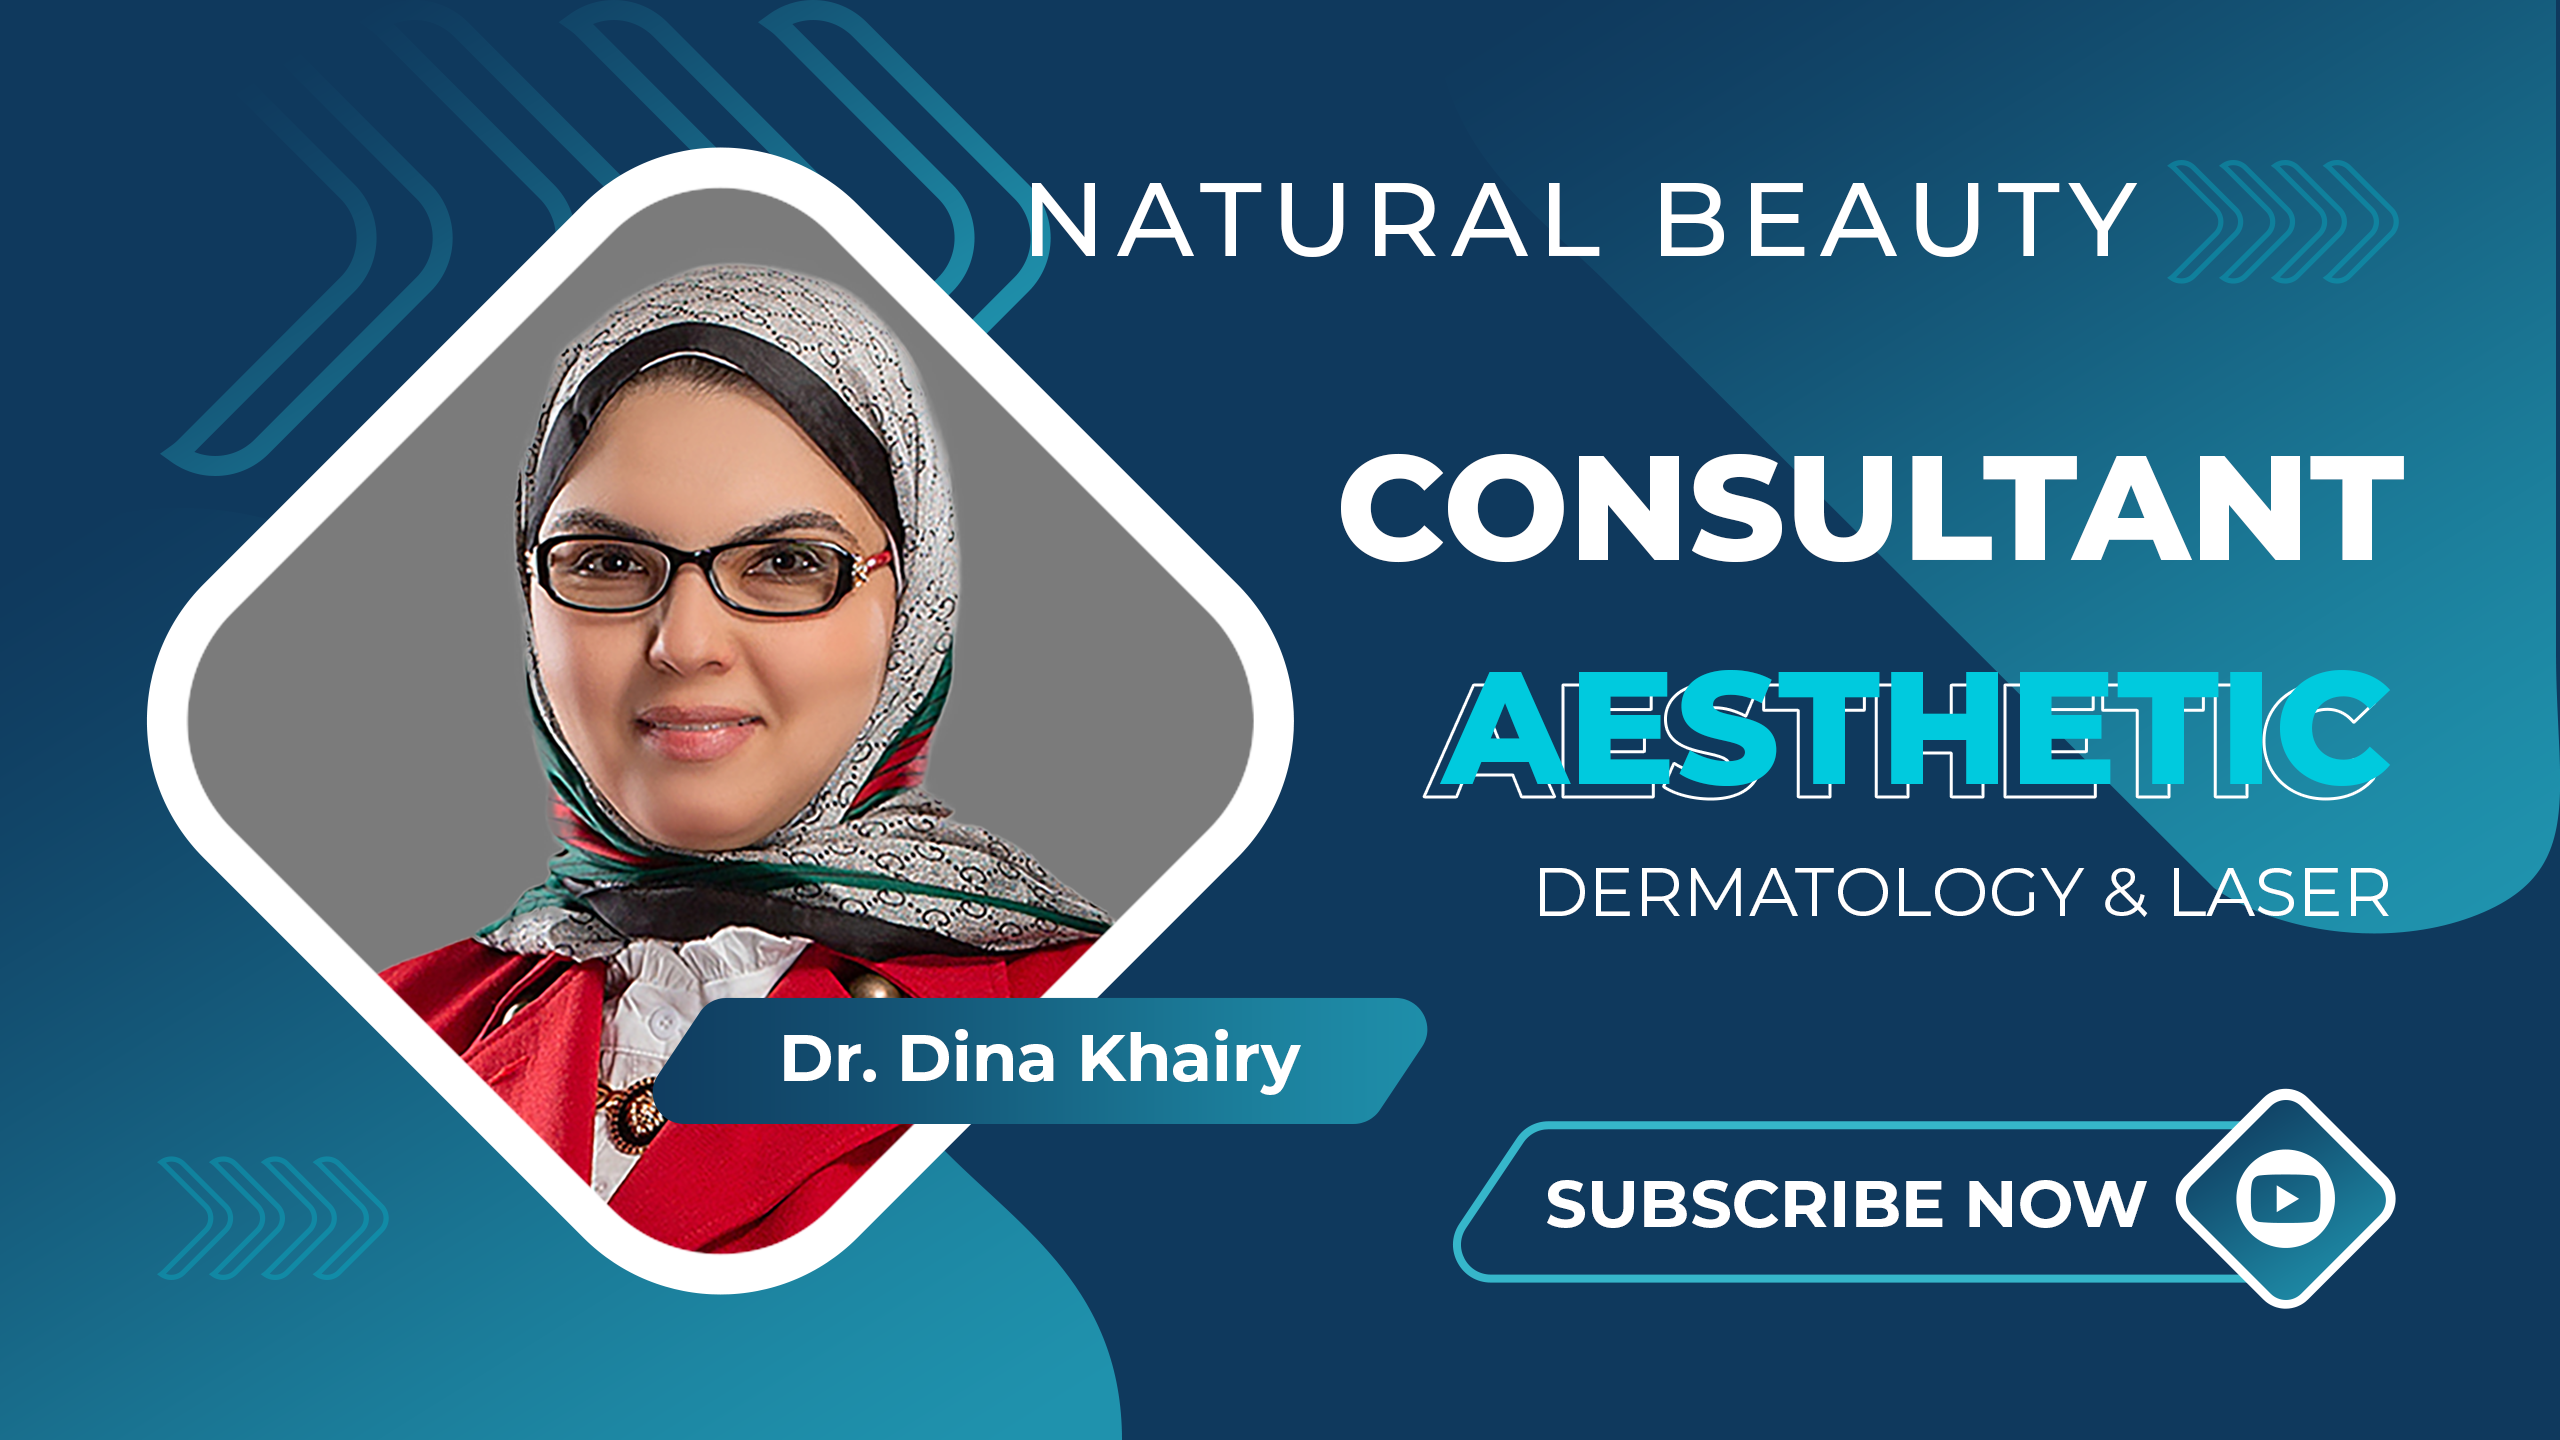 NATURAL BEAUTY
CONSULTANT
AESTHETIC
DERMATOLOGY & LASER
Dr. Dina Khairy
SUBSCRIBE NOW